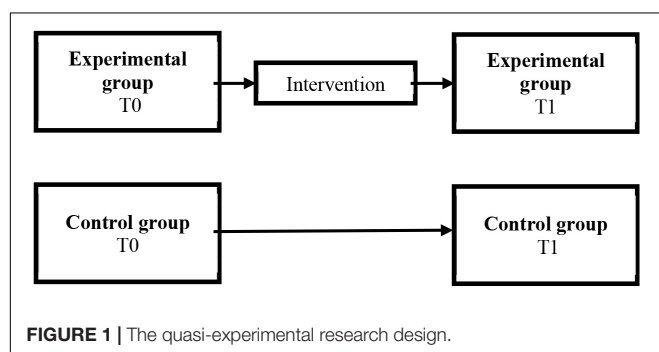 Experimental
group
T0
Intervention
Experimental
group
T1
Control group
T0
Control group
T1
FIGURE 1 | The quasi-experimental research design.